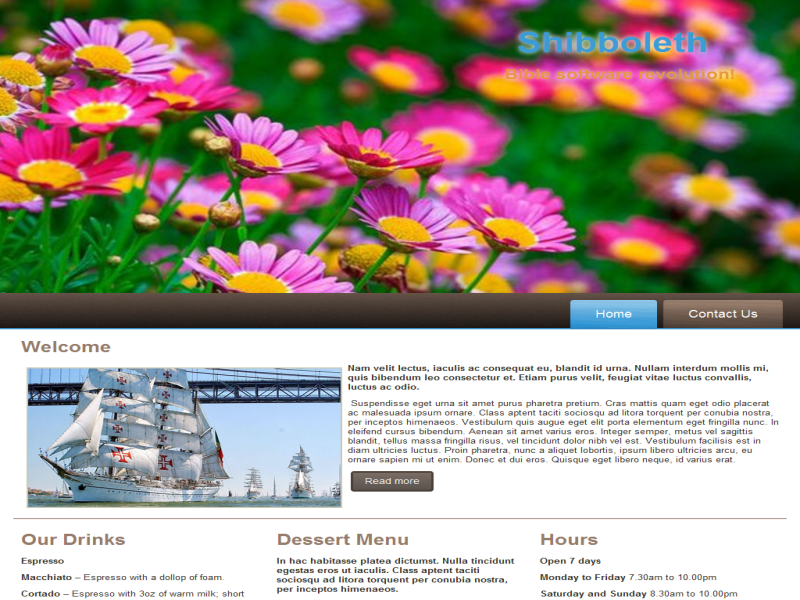 Shibboleth
Bible software revolution!
Home
Contact Us
Welcome
Nam velit lectus, iaculis ac consequat eu, blandit id urna. Nullam interdum mollis mi,
quis bibendum leo consectetur et. Etiam purus velit, feugiat vitae luctus convallis,
luctus ac odio.
Suspendisse eget urna sit amet purus pharetra pretium. Cras mattis quam eget odio placerat
ac malesuada ipsum ornare. Class aptent taciti sociosqu ad litora torquent per conubia nostra,
per inceptos himenaeos. Vestibulum quis augue eget elit porta elementum eget fringilla nunc. In
eleifend cursus bibendum. Aenean sit amet varius eros. Integer semper, metus vel sagittis
blandit, tellus massa fringilla risus, vel tincidunt dolor nibh vel est. Vestibulum facilisis est in
diam ultricies luctus. Proin pharetra, nunc a aliquet lobortis, ipsum libero ultricies arcu, eu
ornare sapien mi ut enim. Donec et dui eros. Quisque eget libero neque, id varius erat.
Read more
Our Drinks
Espresso
Macchiato – Espresso with a dollop of foam.
Cortado – Espresso with 3oz of warm milk; short
Dessert Menu
In hac habitasse platea dictumst. Nulla tincidunt
egestas eros ut iaculis. Class aptent taciti
sociosqu ad litora torquent per conubia nostra,
per inceptos himenaeos.
Hours
Open 7 days
Monday to Friday 7.30am to 10.00pm
Saturday and Sunday 8.30am to 10.00pm